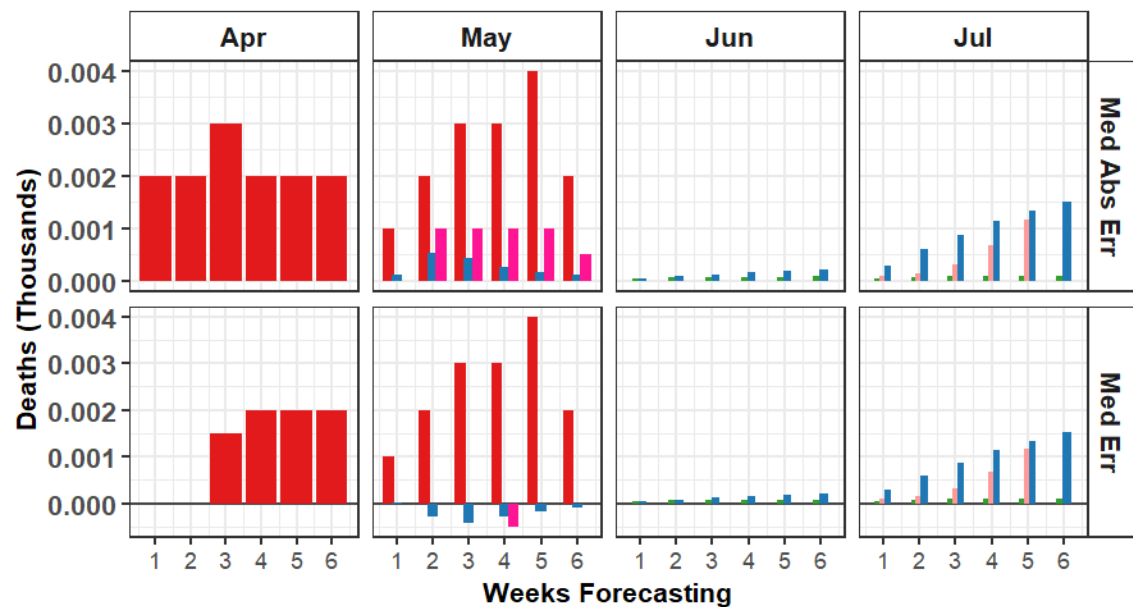 Apr May Jun Jul
0.004
0.003
0.002
0.001
0.000
Med Abs Err
0.004
0.003
0.002
0.001
0.000
Med Err
Deaths (Thousands)
1 2 3 4 5 6 1 2 3 4 5 6 1 2 3 4 5 6 1 2 3 4 5 6
Weeks Forecasting